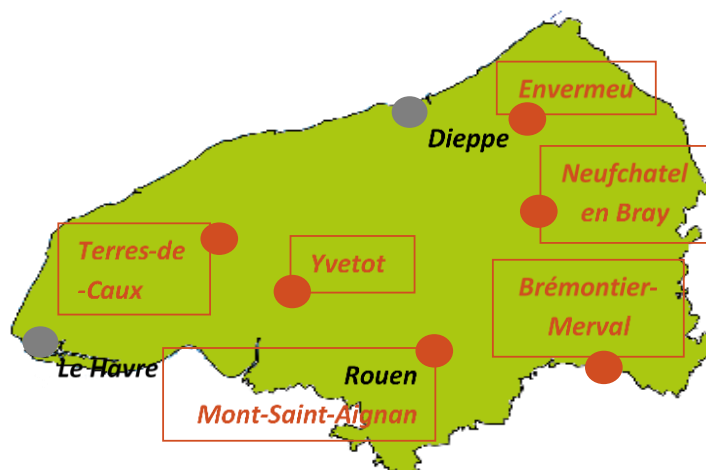 Envermeu
Dieppe
Neufchatel
en Bray
Terres-de
-Caux
Yvetot
Brémontier-
Merval
Le Havre
Rouen
Mont-Saint-Aignan